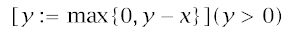 [y := max{0, y – x}](y > 0)